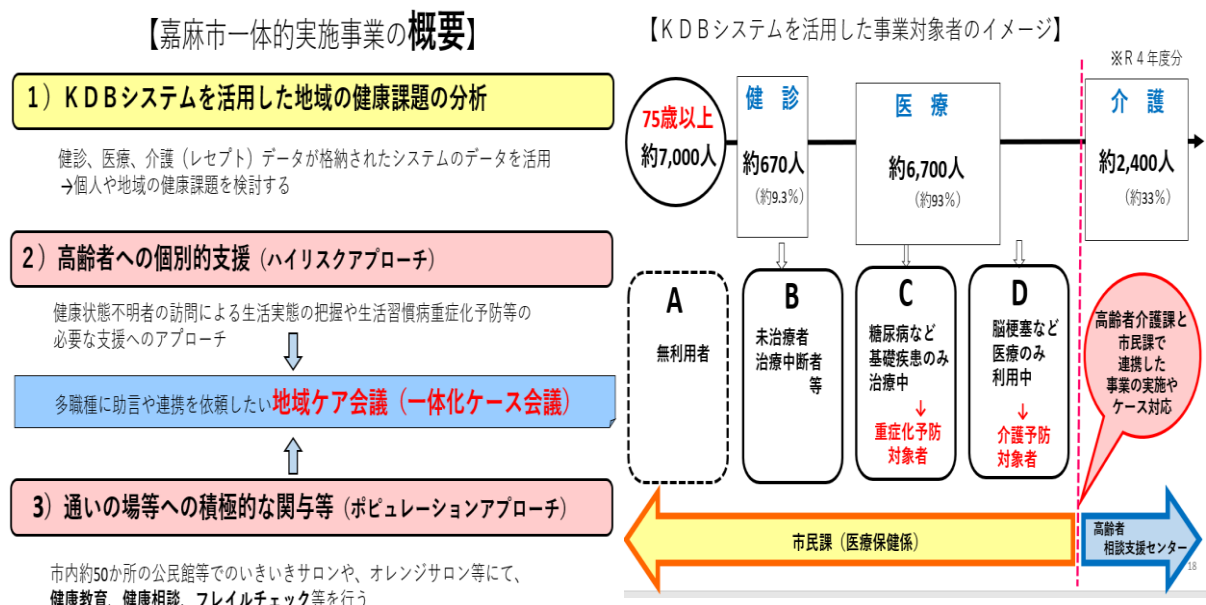 【嘉麻市一体的実施事業の概要】
1）ＫＤＢシステムを活用した地域の健康課題の分析
健診、医療、介護（レセプト）データが格納されたシステムのデータを活用
→個人や地域の健康課題を検討する
2）高齢者への個別的支援（ハイリスクアプローチ）
健康状態不明者の訪問による生活実態の把握や生活習慣病重症化予防等の
必要な支援へのアプローチ
多職種に助言や連携を依頼したい地域ケア会議（一体化ケース会議）
3）通いの場等への積極的な関与等（ポピュレーションアプローチ）
市内約50か所の公民館等でのいきいきサロンや、オレンジサロン等にて、
健康教育、健康相談、フレイルチェック等を行う
【ＫＤＢシステムを活用した事業対象者のイメージ】
※Ｒ４年度分
75歳以上
約7,000人
健 診
約670人
（約9.3％）
医 療
約6,700人
（約93％）
介 護
約2,400人
（約33％）
A
無利用者
B
未治療者
治療中断者
等
C
糖尿病など
基礎疾患のみ
治療中
↓
重症化予防
対象者
D
脳梗塞など
医療のみ
利用中
↓
介護予防
対象者
高齢者介護課と
市民課で
連携した
事業の実施や
ケース対応
市民課（医療保健係）
高齢者
相談支援センター
18